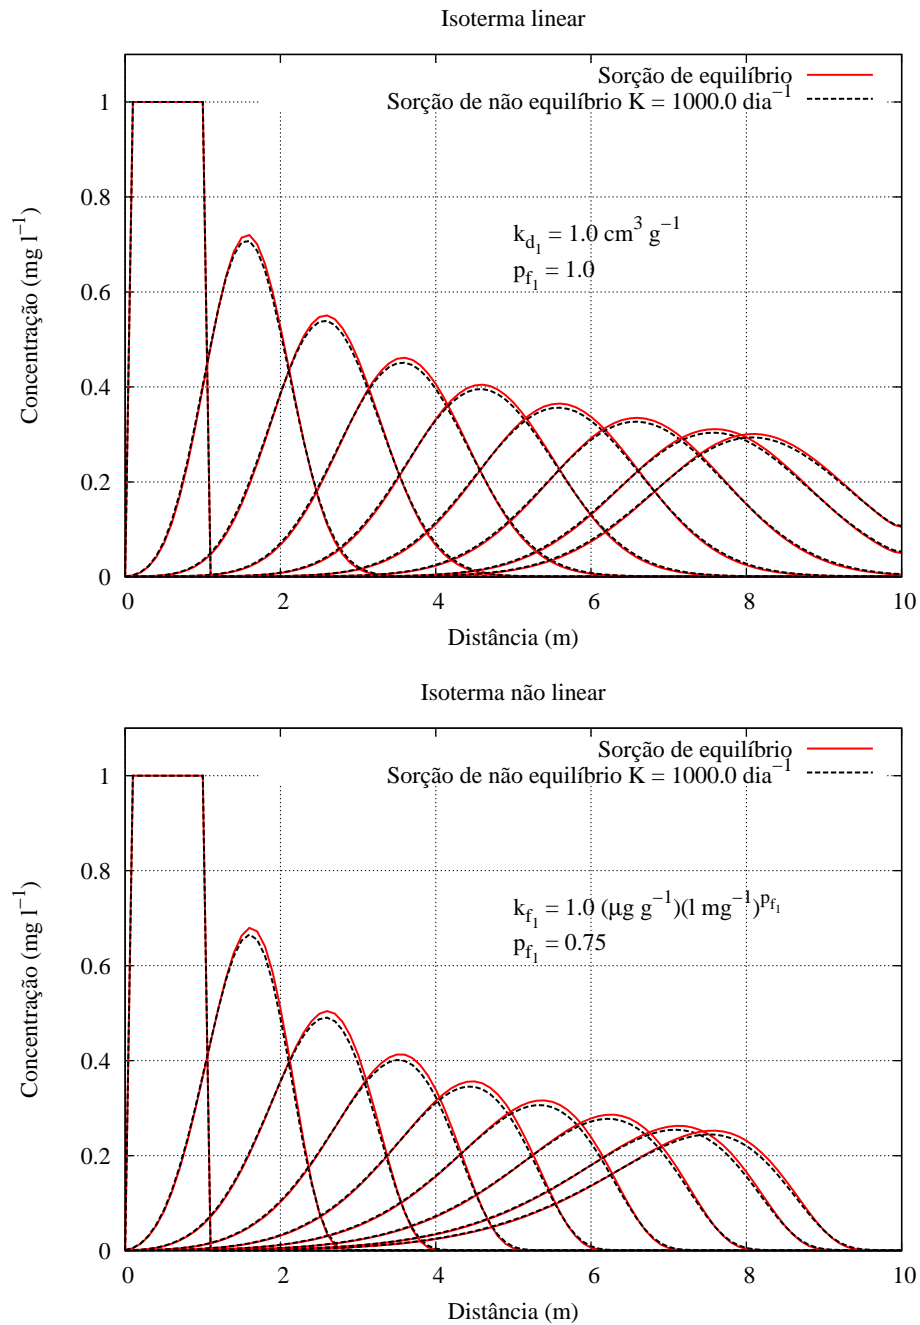 Isoterma linear
Sorção de equilíbrio
Sorção de não equilíbrio K = 1000.0 dia⁻¹
1
0.8
0.6
0.4
0.2
0
Concentração (mg l⁻¹)
k_d₁ = 1.0 cm³ g⁻¹
p_f₁ = 1.0
0 2 4 6 8 10
Distância (m)
Isoterma não linear
Sorção de equilíbrio
Sorção de não equilíbrio K = 1000.0 dia⁻¹
1
0.8
0.6
0.4
0.2
0
Concentração (mg l⁻¹)
k_f₁ = 1.0 (μg g⁻¹)(l mg⁻¹)^p_f₁
p_f₁ = 0.75
0 2 4 6 8 10
Distância (m)